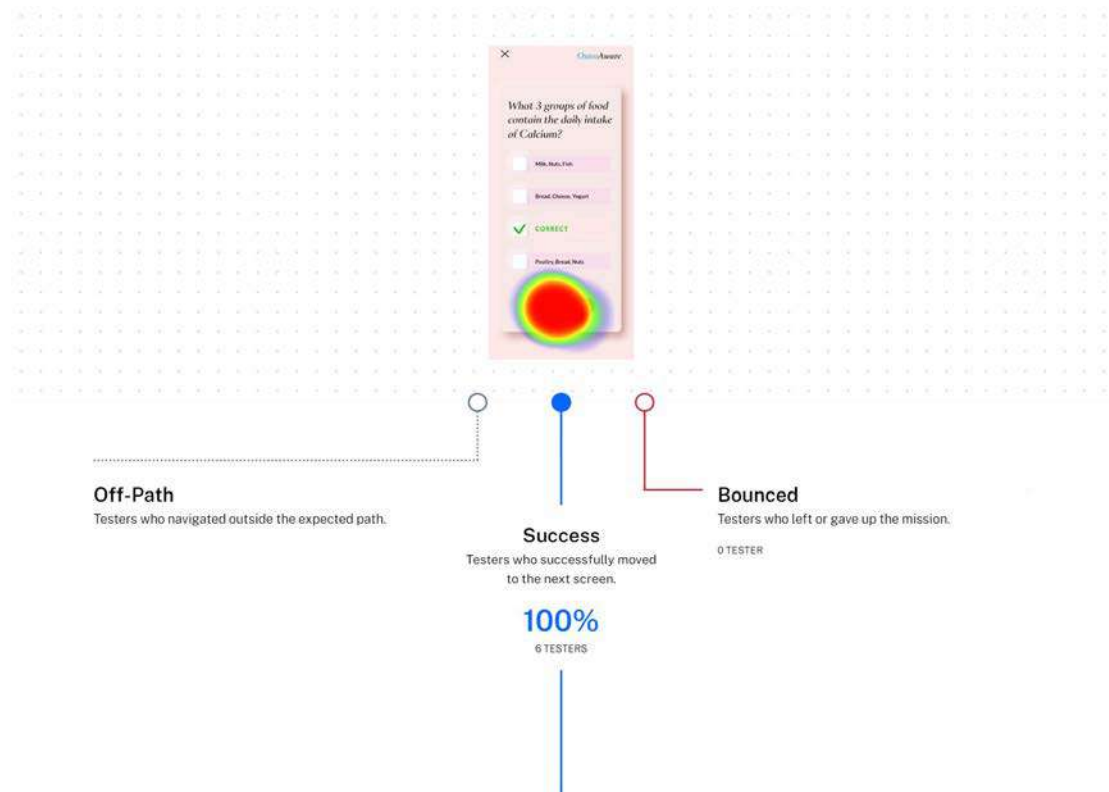 OsteoAware
What 3 groups of food
contain the daily intake
of Calcium?
Milk, Nuts, Fish
Bread, Cheese, Yogurt
CORRECT
Poultry, Bread, Nuts
Off-Path
Testers who navigated outside the expected path.
Success
Testers who successfully moved
to the next screen.
100%
6 TESTERS
Bounced
Testers who left or gave up the mission.
0 TESTER